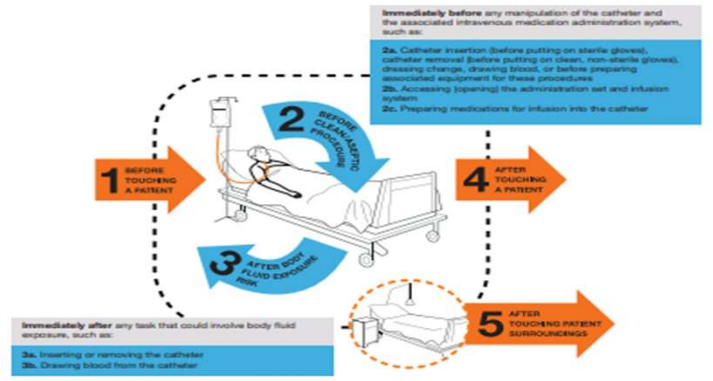 Immediately before any manipulation of the catheter and
the associated intravenous medication administration system,
such as:
2a. Catheter insertion (before putting on sterile gloves),
catheter removal (before putting on clean, non-sterile gloves),
dressing change, drawing blood, or before preparing
associated equipment for these procedures
2b. Accessing (opening) the administration set and infusion
system
2c. Preparing medications for infusion into the catheter
1 BEFORE
TOUCHING
A PATIENT
2 BEFORE
CLEAN/ASEPTIC
PROCEDURE
3 AFTER BODY
FLUID EXPOSURE
RISK
4 AFTER
TOUCHING
A PATIENT
5 AFTER
TOUCHING PATIENT
SURROUNDINGS
Immediately after any task that could involve body fluid
exposure, such as:
3a. Inserting or removing the catheter
3b. Drawing blood from the catheter